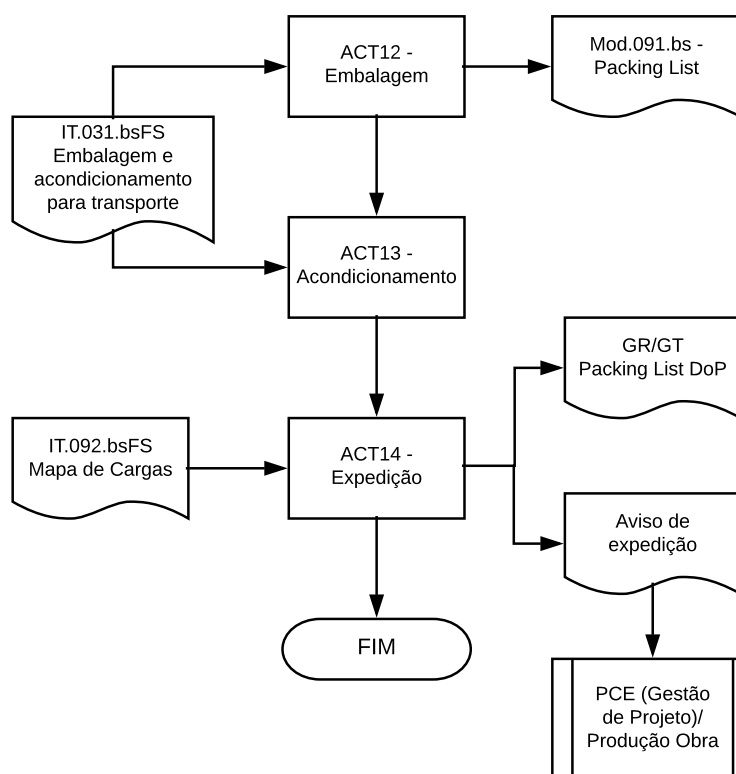 ACT12 -
Embalagem
Mod.091.bs -
Packing List
IT.031.bsFS
Embalagem e
acondicionamento
para transporte
ACT13 -
Acondicionamento
GR/GT
Packing List DoP
IT.092.bsFS
Mapa de Cargas
ACT14 -
Expedição
Aviso de
expedição
FIM
PCE (Gestão
de Projeto)/
Produção Obra